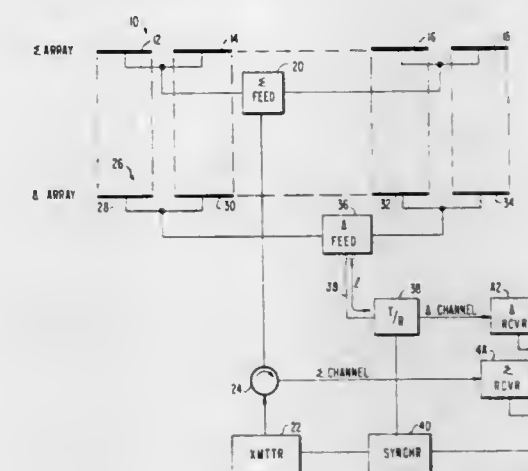 10
12
14
16
18
Σ ARRAY
20
Σ
FEED
26
Δ ARRAY
28
30
32
34
36
Δ
FEED
39
38
T/R
Δ CHANNEL
42
Δ
RCVR
44
Σ
RCVR
Σ CHANNEL
24
22
XMTTR
40
SYNCHR